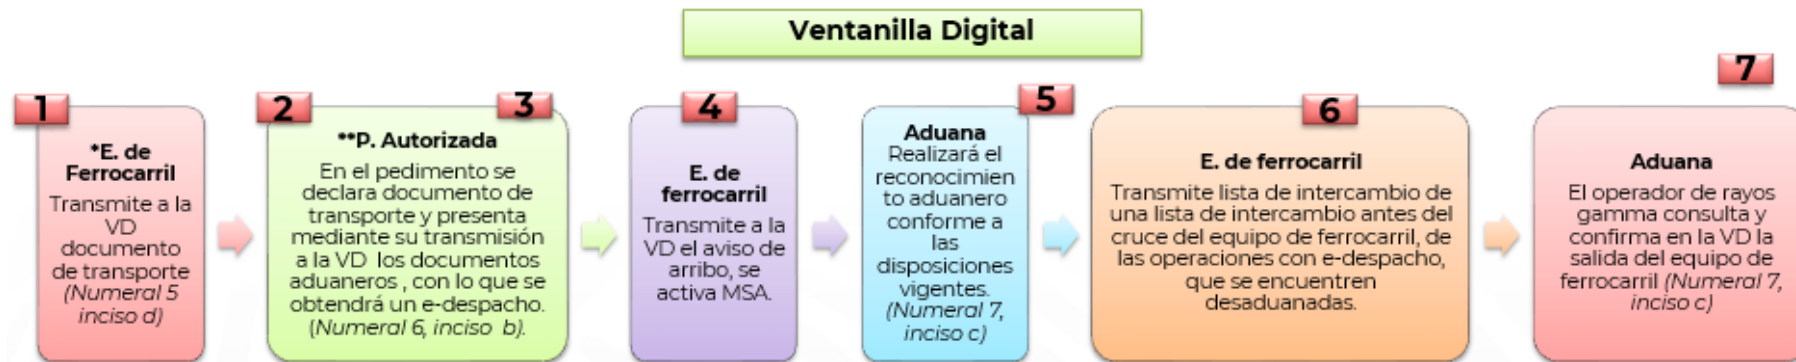 Ventanilla Digital
1
*E. de
Ferrocarril
Transmite a la
VD
documento
de transporte
(Numeral 5
inciso d)
2
3
**P. Autorizada
En el pedimento se
declara documento de
transporte y presenta
mediante su transmisión
a la VD los documentos
aduaneros , con lo que se
obtendrá un e-despacho.
(Numeral 6, inciso b).
4
E. de
ferrocarril
Transmite a la
VD el aviso de
arribo, se
activa MSA.
5
Aduana
Realizará el
reconocimien
to aduanero
conforme a
las
disposiciones
vigentes.
(Numeral 7,
inciso c)
6
E. de ferrocarril
Transmite lista de intercambio de
una lista de intercambio antes del
cruce del equipo de ferrocarril, de
las operaciones con e-despacho,
que se encuentren
desaduanadas.
7
Aduana
El operador de rayos
gamma consulta y
confirma en la VD la
salida del equipo de
ferrocarril (Numeral 7,
inciso c)